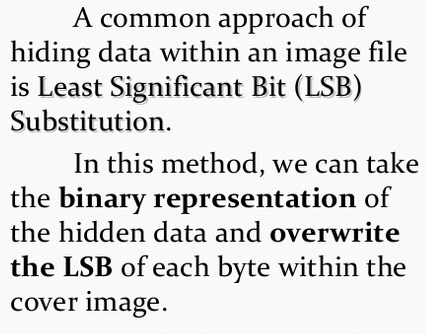 A common approach of
hiding data within an image file
is Least Significant Bit (LSB)
Substitution.
In this method, we can take
the binary representation of
the hidden data and overwrite
the LSB of each byte within the
cover image.